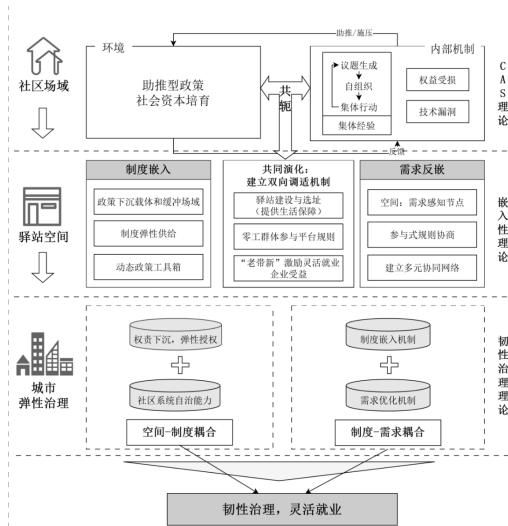 助推/施压
环境
内部机制
社区场域
助推型政策
社会资本培育
共轭
议题生成
自组织
集体行动
集体经验
权益受损
技术漏洞
反馈
CAS理论
驿站空间
制度嵌入
政策下沉载体和缓冲场域
制度弹性供给
动态政策工具箱
共同演化：
建立双向调适机制
驿站建设与选址
（提供生活保障）
零工群体参与平台规则
“老带新”激励灵活就业
企业受益
需求反嵌
空间：需求感知节点
参与式规则协商
建立多元协同网络
嵌入性理论
城市
弹性治理
权责下沉，弹性授权
社区系统自治能力
空间-制度耦合
制度嵌入机制
需求优化机制
制度-需求耦合
韧性治理理论
韧性治理，灵活就业